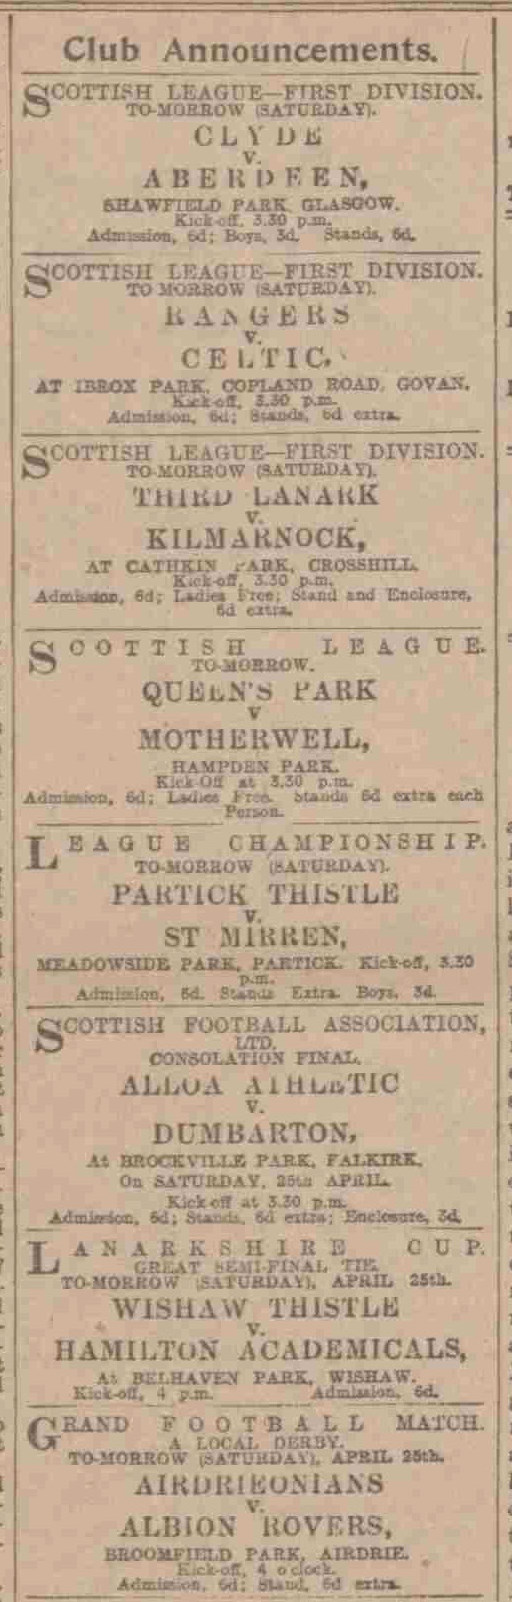 Club Announcements.
SCOTTISH LEAGUE—FIRST DIVISION.
TO-MORROW (SATURDAY).
CLYDE
v.
ABERDEEN,
SHAWFIELD PARK, GLASGOW.
Kick-off, 3.30 p.m.
Admission, 6d; Boys, 3d. Stands, 6d.
SCOTTISH LEAGUE—FIRST DIVISION.
TO MORROW (SATURDAY).
RANGERS
v.
CELTIC,
AT IBROX PARK, COPLAND ROAD, GOVAN.
Kick-off, 3.30 p.m.
Admission, 6d; Stands, 6d extra.
SCOTTISH LEAGUE—FIRST DIVISION.
TO-MORROW (SATURDAY).
THIRD LANARK
v.
KILMARNOCK,
AT CATHKIN PARK, CROSSHILL.
Kick-off, 3.30 p.m.
Admission, 6d; Ladies Free; Stand and Enclosure,
6d extra.
SCOTTISH LEAGUE.
TO-MORROW.
QUEEN'S PARK
v
MOTHERWELL,
HAMPDEN PARK.
Kick-Off at 3.30 p.m.
Admission, 6d; Ladies Free. Stands 6d extra each
Person.
LEAGUE CHAMPIONSHIP.
TO-MORROW (SATURDAY).
PARTICK THISTLE
v.
ST MIRREN,
MEADOWSIDE PARK, PARTICK. Kick-off, 3.30
p.m.
Admission, 6d. Stands Extra. Boys, 3d.
SCOTTISH FOOTBALL ASSOCIATION,
LTD.
CONSOLATION FINAL.
ALLOA ATHLETIC
v.
DUMBARTON,
At BROCKVILLE PARK, FALKIRK,
On SATURDAY, 25th APRIL.
Kick-off at 3.30 p.m.
Admission, 6d; Stands, 6d extra; Enclosure, 3d.
LANARKSHIRE CUP.
GREAT SEMI-FINAL TIE.
TO-MORROW (SATURDAY), APRIL 25th.
WISHAW THISTLE
v.
HAMILTON ACADEMICALS,
At BELHAVEN PARK, WISHAW.
Kick-off, 4 p.m. Admission, 6d.
GRAND FOOTBALL MATCH.
A LOCAL DERBY.
TO-MORROW (SATURDAY), APRIL 25th.
AIRDRIEONIANS
v.
ALBION ROVERS,
BROOMFIELD PARK, AIRDRIE.
Kick-off, 4 o'clock.
Admission, 6d; Stand, 6d extra.